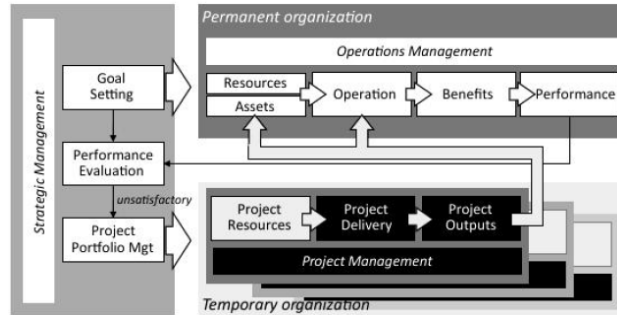 Strategic Management
Goal
Setting
Performance
Evaluation
unsatisfactory
Project
Portfolio Mgt
Permanent organization
Operations Management
Resources
Assets
Operation
Benefits
Performance
Project
Resources
Project
Delivery
Project
Outputs
Project Management
Temporary organization